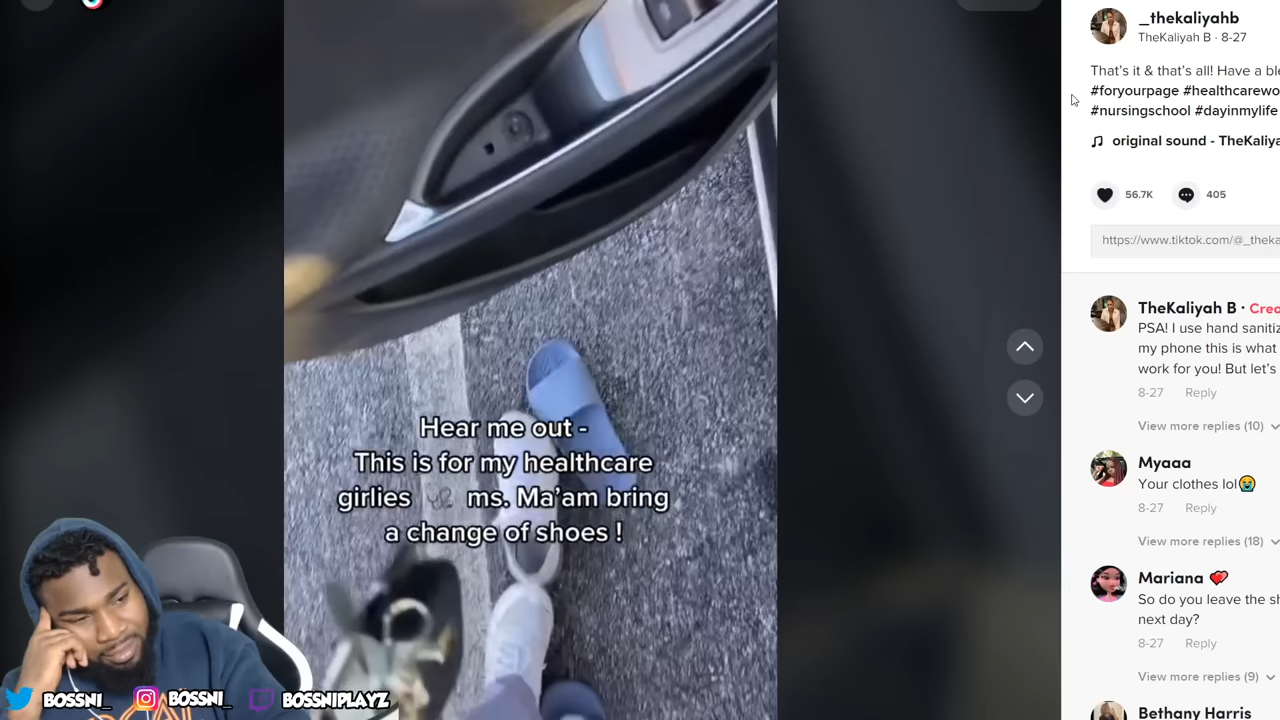 _thekaliyahb
TheKaliyah B · 8-27
That's it & that's all! Have a ble
#foryourpage #healthcarewo
#nursingschool #dayinmylife
original sound - TheKaliya
56.7K
405
https://www.tiktok.com/@_theka
TheKaliyah B · Crea
PSA! I use hand sanitiz
my phone this is what
work for you! But let's
8-27 Reply
View more replies (10)
Myaaa
Your clothes lol😭
8-27 Reply
View more replies (18)
Mariana 💘
So do you leave the sh
next day?
8-27 Reply
View more replies (9)
Bethany Harris
Hear me out -
This is for my healthcare
girlies 🩺 ms. Ma'am bring
a change of shoes !
BOSSNI_
BOSSNI_
BOSSNIPLAYZ